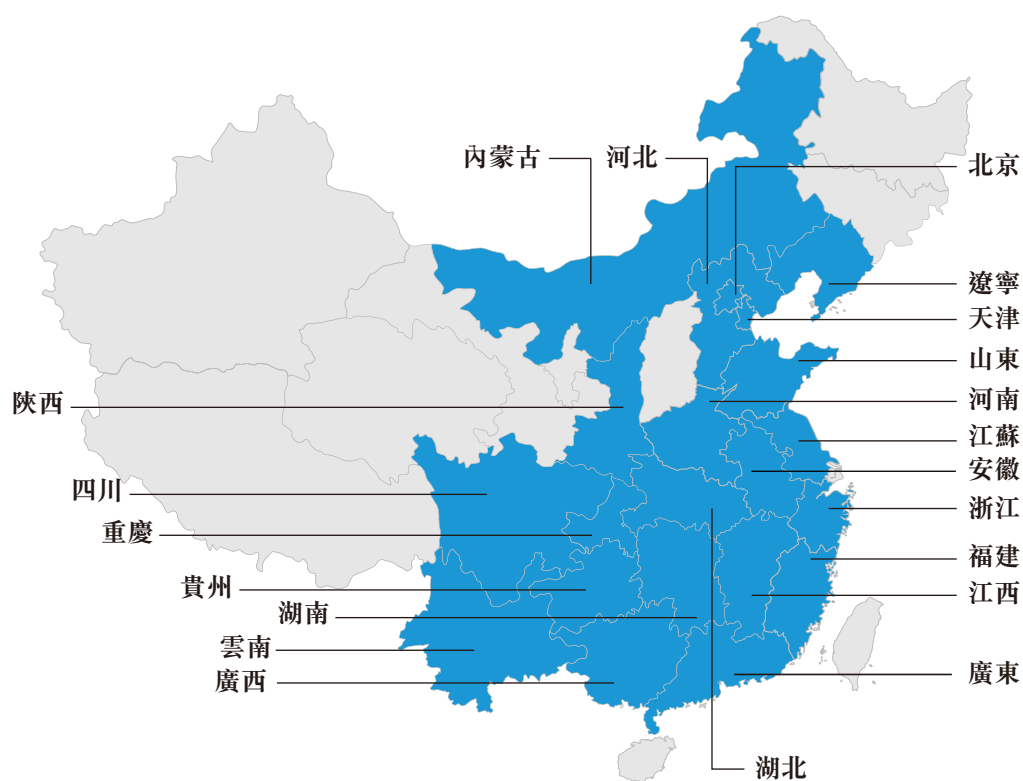 內蒙古
河北
北京
遼寧
天津
山東
陝西
河南
江蘇
安徽
四川
浙江
重慶
福建
貴州
江西
湖南
雲南
廣西
廣東
湖北